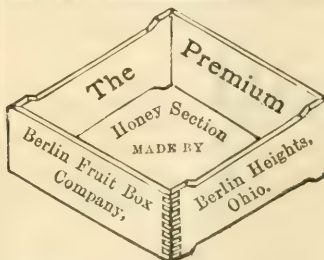 The Premium
Honey Section
MADE BY
Berlin Fruit Box
Company,
Berlin Heights,
Ohio.